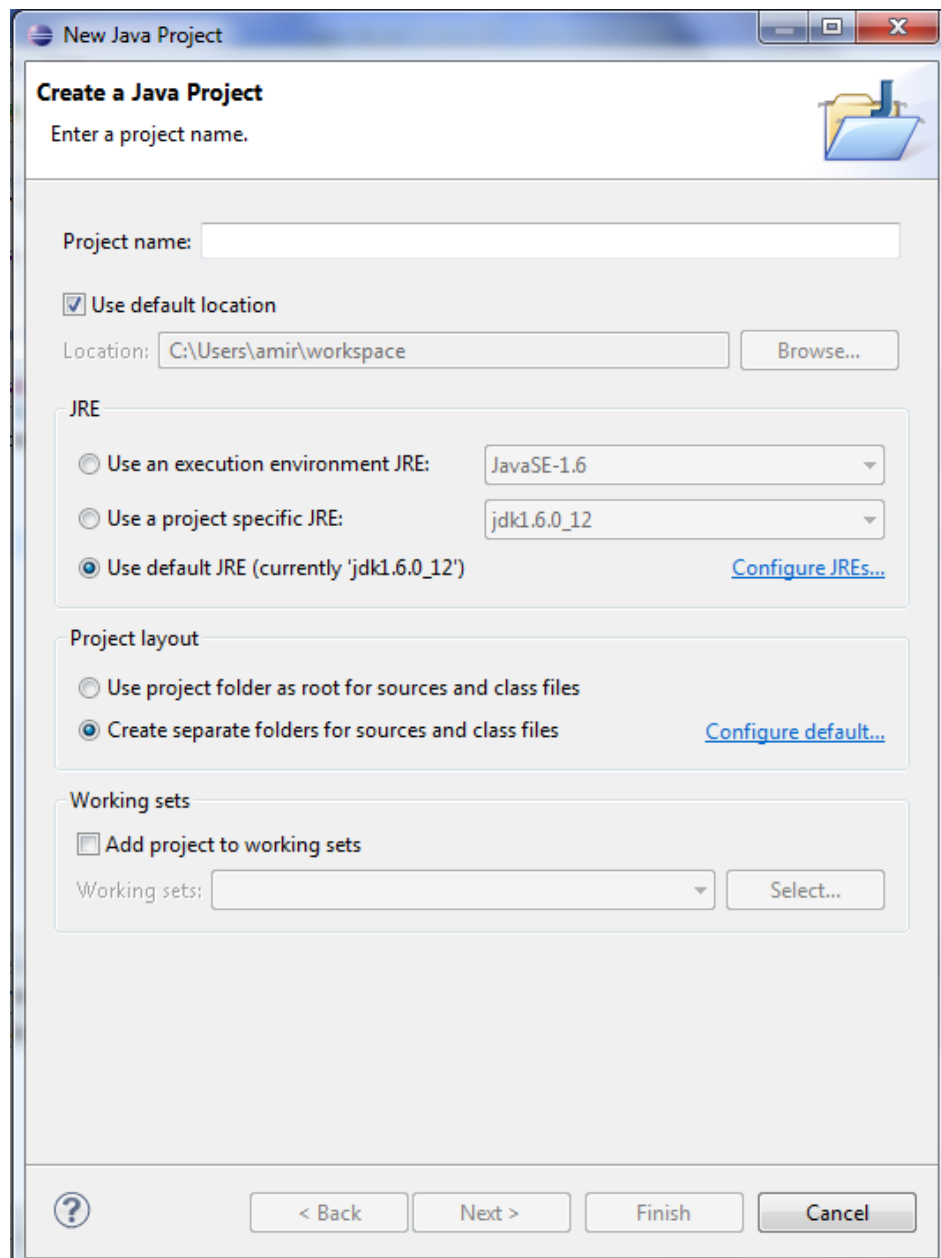 New Java Project
Create a Java Project
Enter a project name.
Project name:
Use default location
Location: C:\Users\amir\workspace Browse...
JRE
Use an execution environment JRE: JavaSE-1.6
Use a project specific JRE: jdk1.6.0_12
Use default JRE (currently 'jdk1.6.0_12') Configure JREs...
Project layout
Use project folder as root for sources and class files
Create separate folders for sources and class files Configure default...
Working sets
Add project to working sets
Working sets: Select...
? < Back Next > Finish Cancel